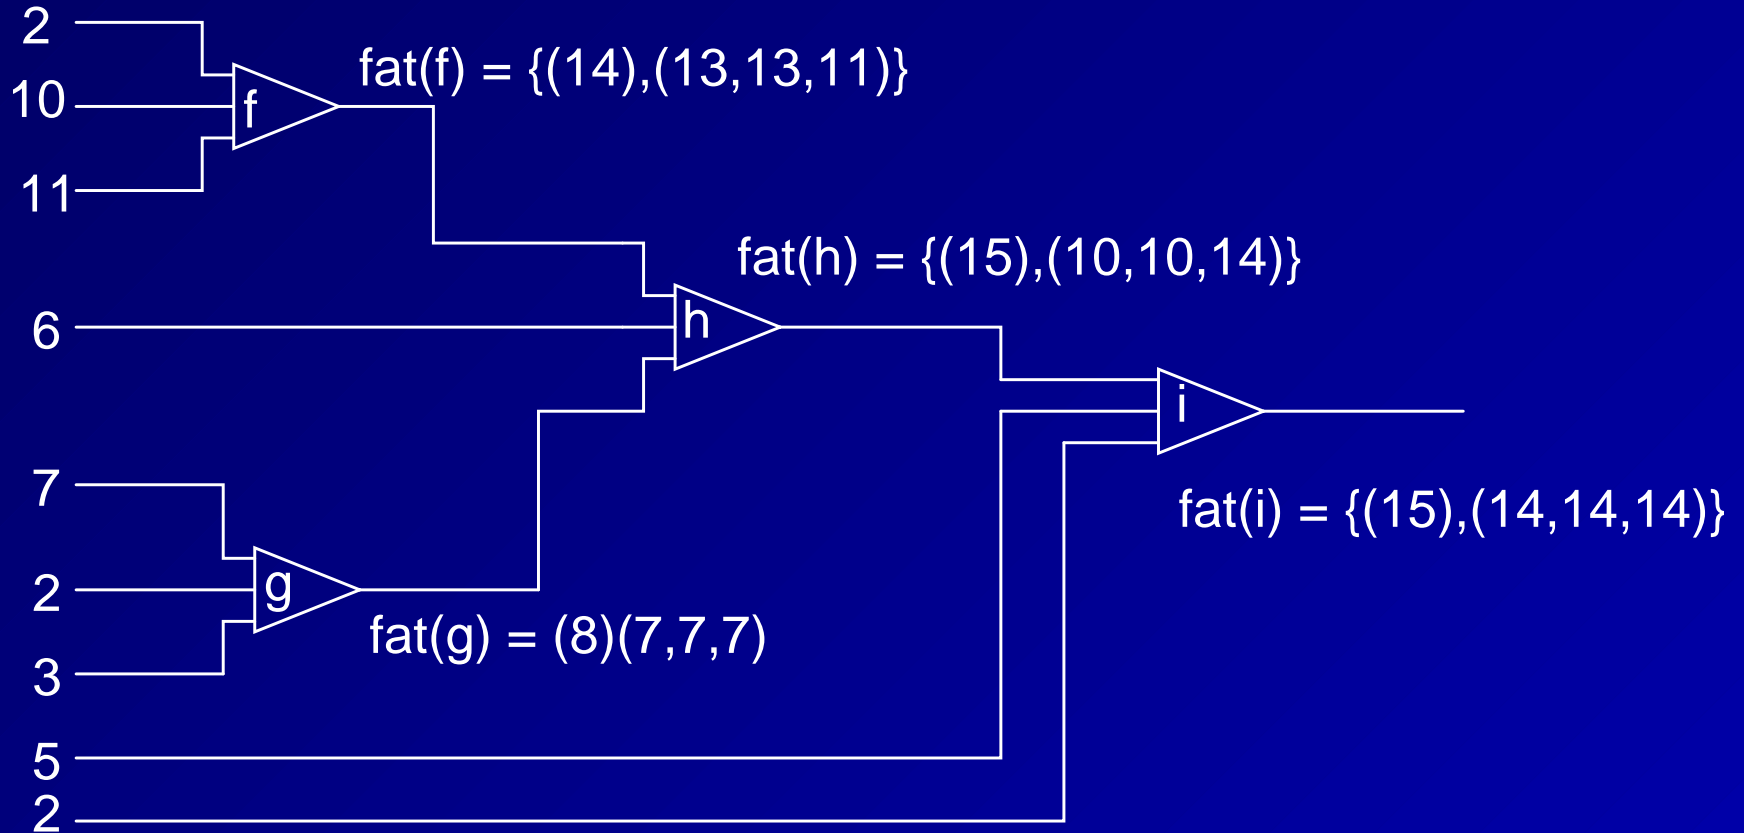 2
fat(f) = {(14),(13,13,11)}
10
f
11
fat(h) = {(15),(10,10,14)}
h
6
i
7
fat(i) = {(15),(14,14,14)}
2
g
fat(g) = (8)(7,7,7)
3
5
2